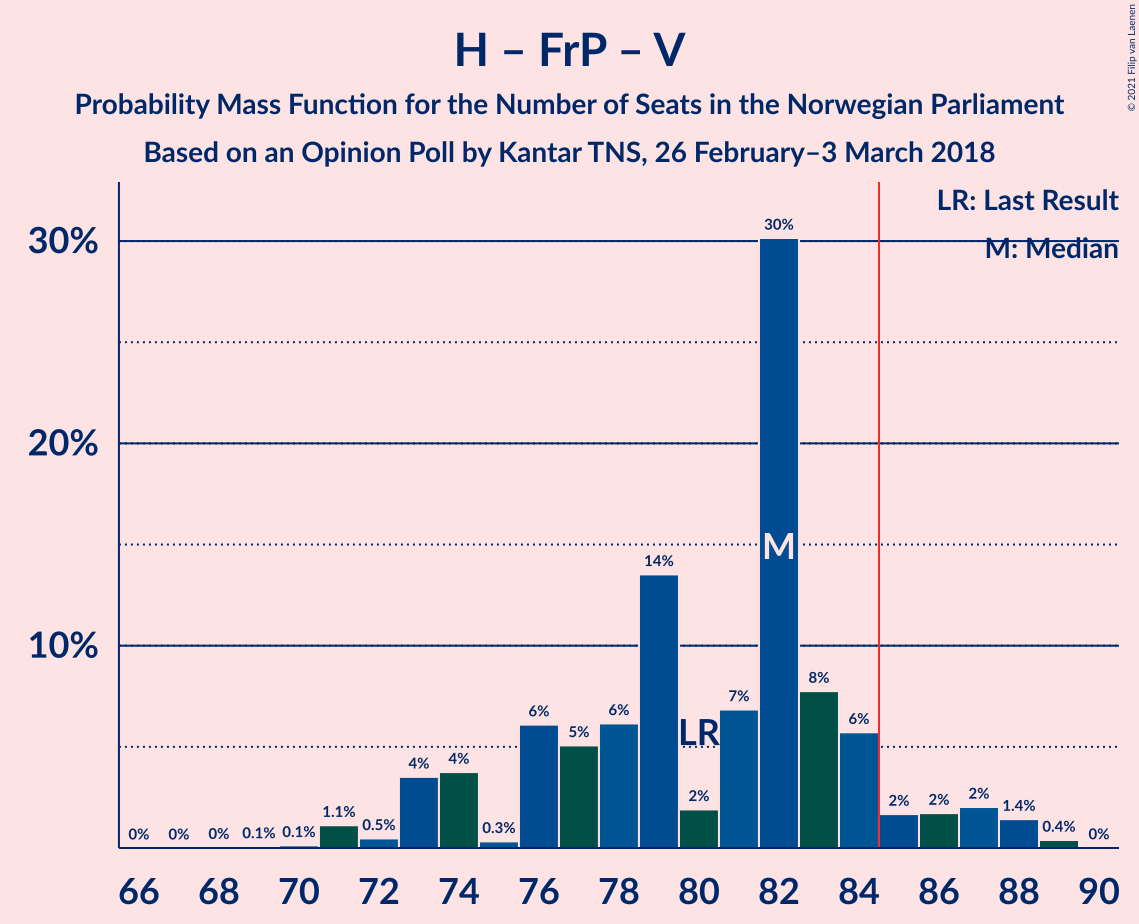 H – FrP – V
Probability Mass Function for the Number of Seats in the Norwegian Parliament
Based on an Opinion Poll by Kantar TNS, 26 February–3 March 2018
© 2021 Filip van Laenen
LR: Last Result
M: Median
30%
20%
10%
0% 0% 0% 0.1% 0.1% 1.1% 0.5% 4% 4% 0.3% 6% 5% 6% 14% 2% 7% 30% 8% 6% 2% 2% 2% 1.4% 0.4% 0%
LR
M
66 68 70 72 74 76 78 80 82 84 86 88 90